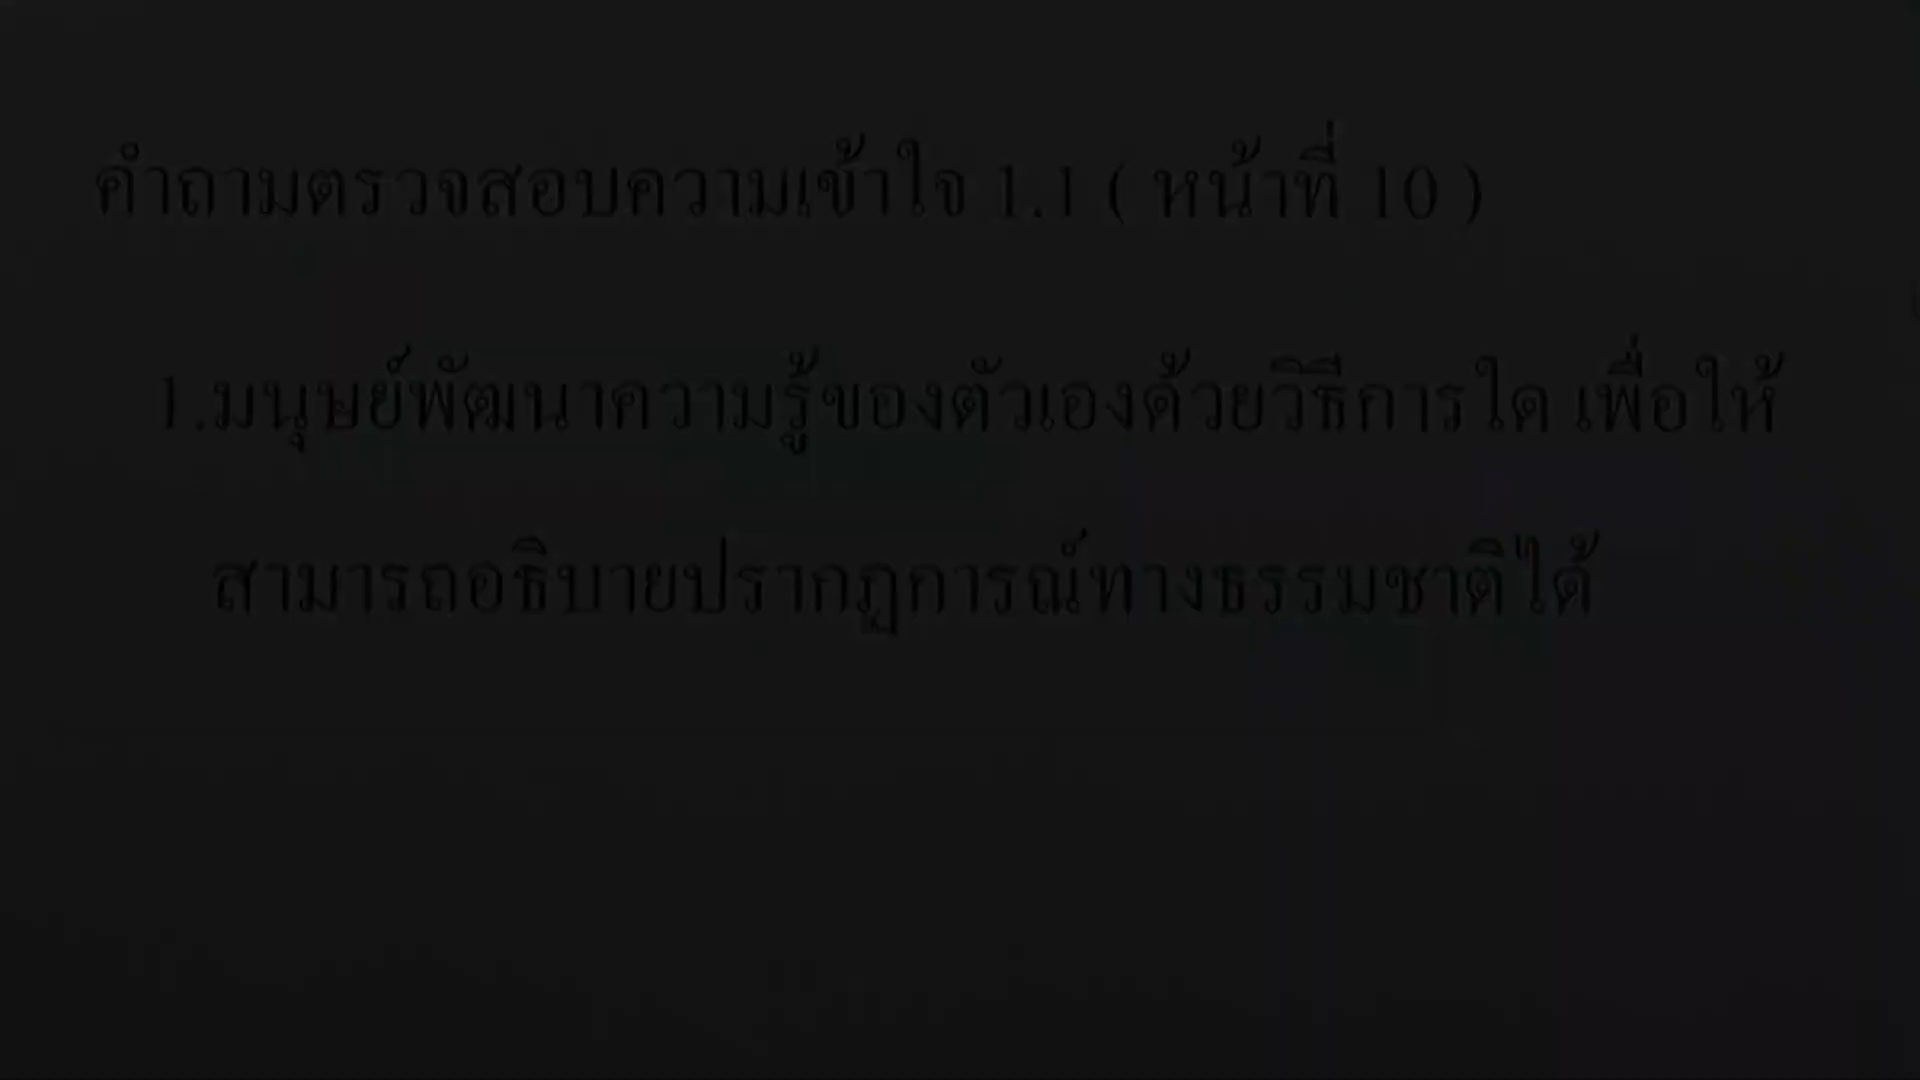 คำถามตรวจสอบความเข้าใจ 1.1 ( หน้าที่ 10 )
1.มนุษย์พัฒนาความรู้ของตัวเองด้วยวิธีการใด เพื่อให้
สามารถอธิบายปรากฏการณ์ทางธรรมชาติได้